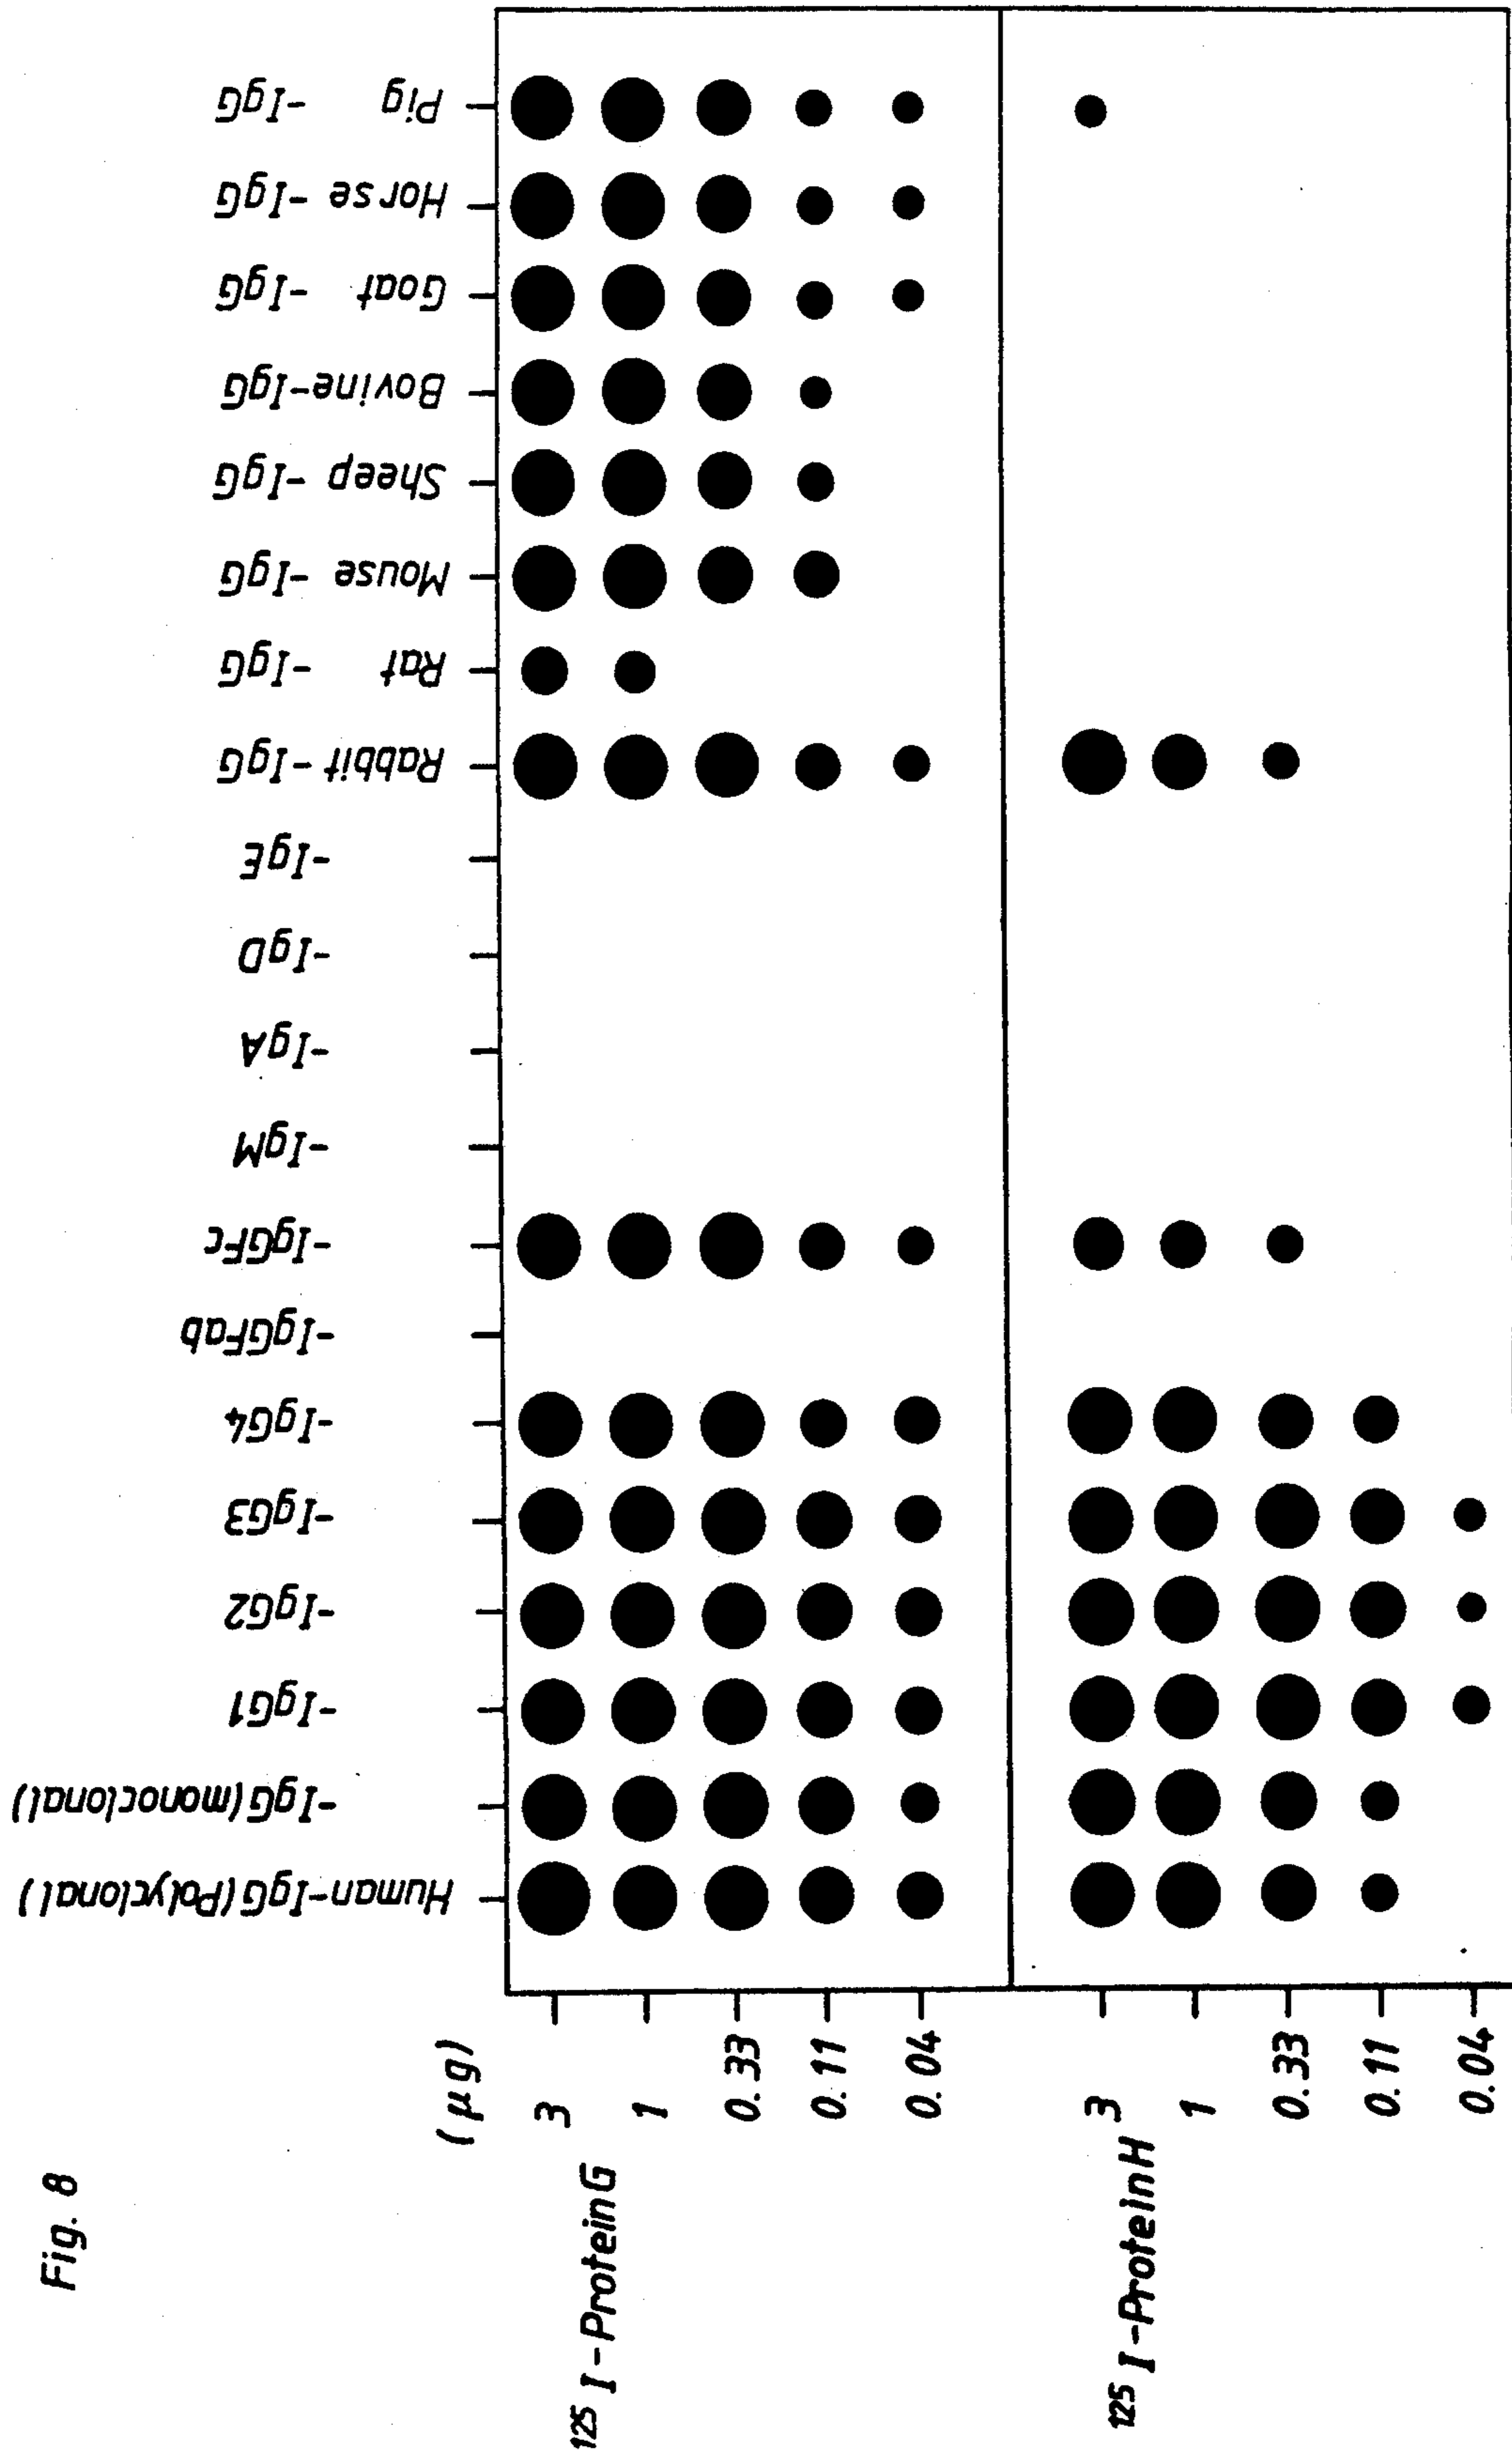 Fig. 8
Human-IgG(Polyclonal)
-IgG(monoclonal)
-IgG1
-IgG2
-IgG3
-IgG4
-IgGFab
-IgGFc
-IgM
-IgA
-IgD
-IgE
Rabbit-IgG
Rat -IgG
Mouse -IgG
Sheep -IgG
Bovine-IgG
Goat -IgG
Horse -IgG
Pig -IgG
(μg)
125 I-ProteinG
3
1
0.33
0.11
0.04
125 I-ProteinH
3
1
0.33
0.11
0.04